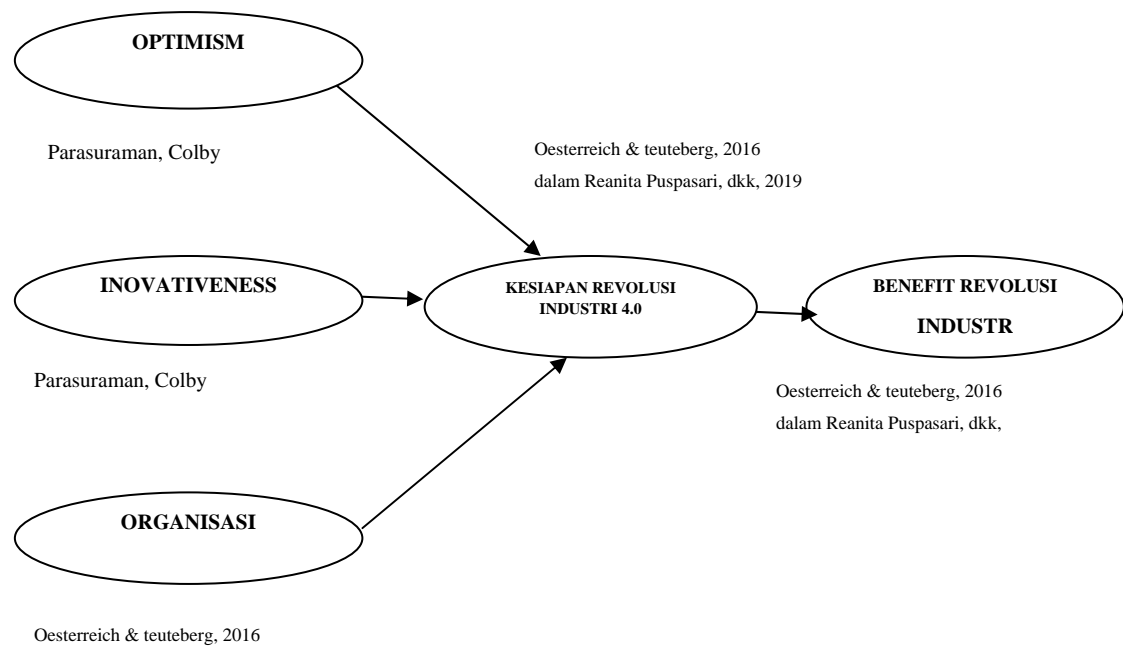 OPTIMISM
Parasuraman, Colby
Oesterreich & teuteberg, 2016
dalam Reanita Puspasari, dkk, 2019
INOVATIVENESS
KESIAPAN REVOLUSI
INDUSTRI 4.0
BENEFIT REVOLUSI
INDUSTR
Parasuraman, Colby
Oesterreich & teuteberg, 2016
dalam Reanita Puspasari, dkk,
ORGANISASI
Oesterreich & teuteberg, 2016